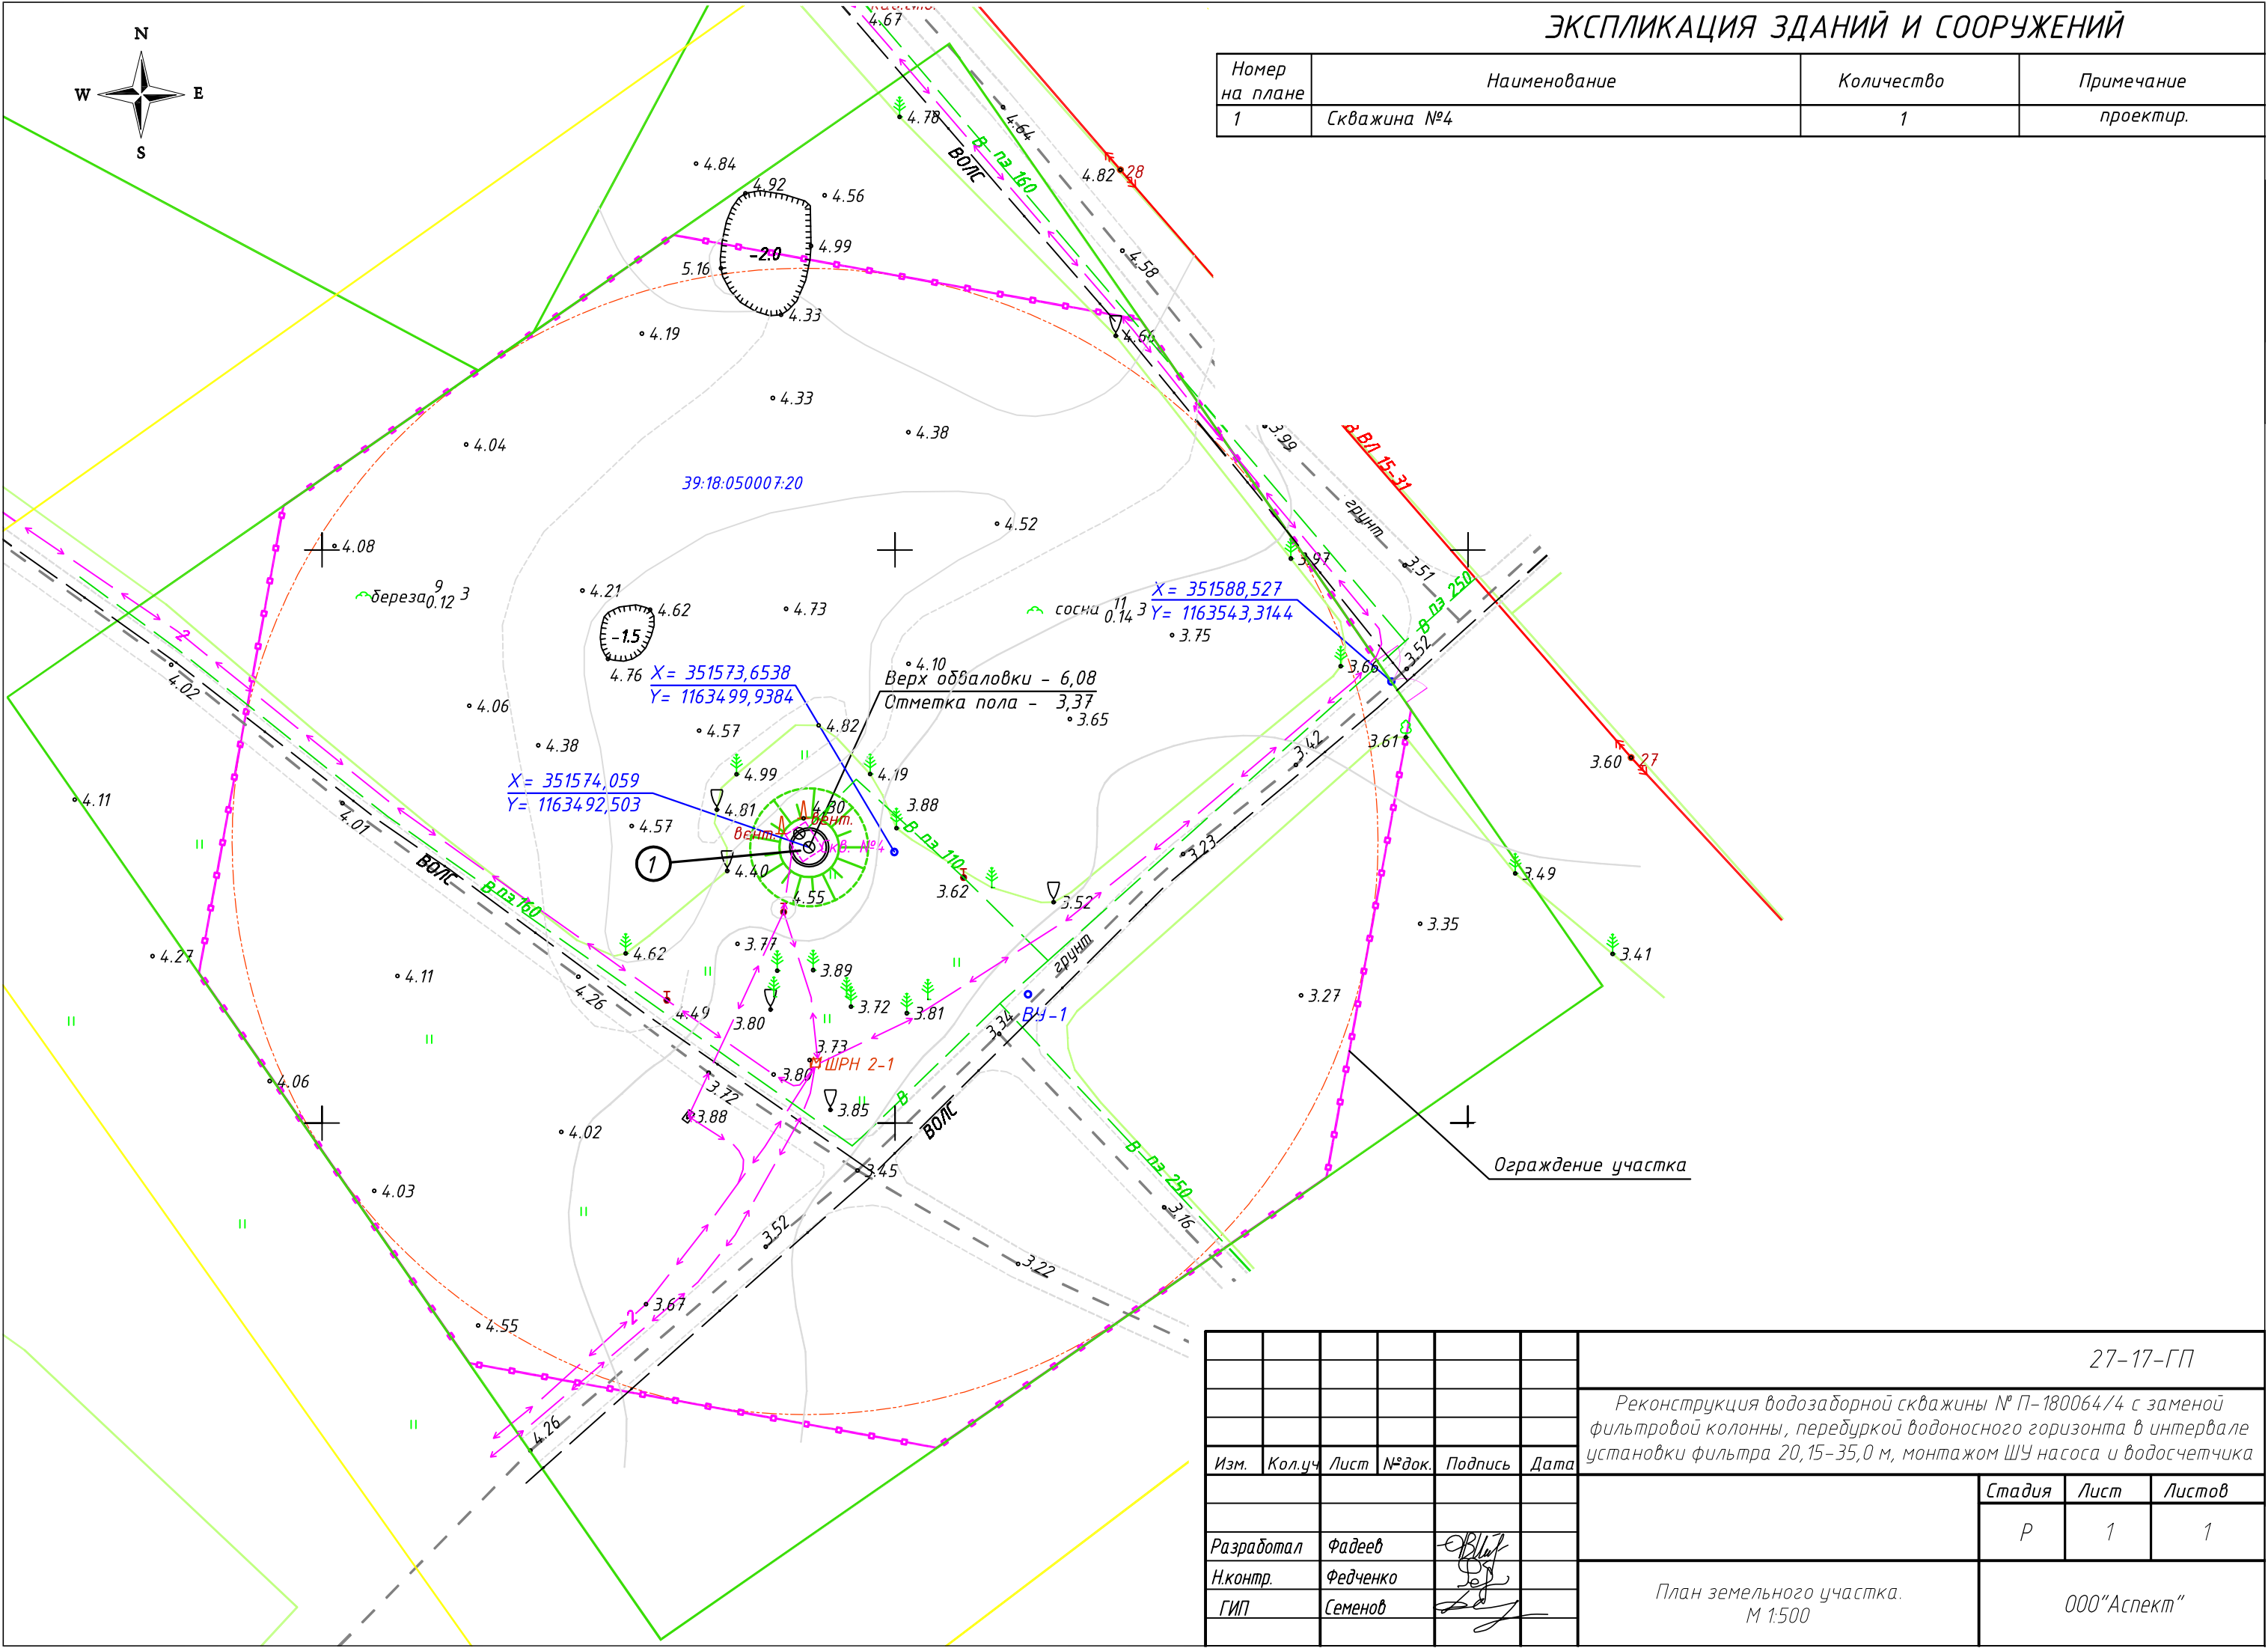 ЭКСПЛИКАЦИЯ ЗДАНИЙ И СООРУЖЕНИЙ
Номер на плане
Наименование
Количество
Примечание
1
Скважина №4
1
проектир.
N
W
E
S
4.67
4.78
4.64
ВОЛС
В пэ 160
4.82
28
4.84
4.92
4.56
-2.0
4.99
5.16
4.58
4.33
4.19
4.66
4.33
4.38
4.04
3.99
В ВЛ 15-31
39:18:050007:20
грунт
4.52
4.08
3.97
3.51
береза 9 0.12 3
4.21
4.62
4.73
сосна 11 0.14 3
X= 351588,527
Y= 1163543,3144
В пэ 250
-1.5
3.75
4.76
4.10
3.66
3.52
X= 351573,6538
Y= 1163499,9384
Верх обваловки - 6,08
Отметка пола - 3,37
4.02
4.06
4.57
4.82
3.65
4.38
3.42
3.61
3.60
27
X= 351574,059
Y= 1163492,503
4.99
4.19
4.11
4.81
4.30
3.88
4.01
4.57
вент.
вент.
скв. №4
В пэ 110
3.23
1
4.40
3.49
ВОЛС
В пэ 160
4.55
3.62
3.52
3.35
4.27
4.62
3.77
3.41
4.11
3.89
грунт
4.26
3.72
3.81
3.27
4.49
3.80
3.34
ВУ-1
3.73
ШРН 2-1
4.06
3.80
3.72
3.85
В
3.88
ВОЛС
4.02
3.45
В пэ 250
Ограждение участка
4.03
3.16
3.52
3.22
3.67
2
2
4.55
4.26
27-17-ГП
Реконструкция водозаборной скважины № П-180064/4 с заменой
фильтровой колонны, перебуркой водоносного горизонта в интервале
установки фильтра 20,15-35,0 м, монтажом ШУ насоса и водосчетчика
Изм.
Кол.уч
Лист
№док.
Подпись
Дата
Стадия
Лист
Листов
Р
1
1
Разработал
Фадеев
Н.контр.
Федченко
ГИП
Семенов
План земельного участка.
М 1:500
ООО"Аспект"